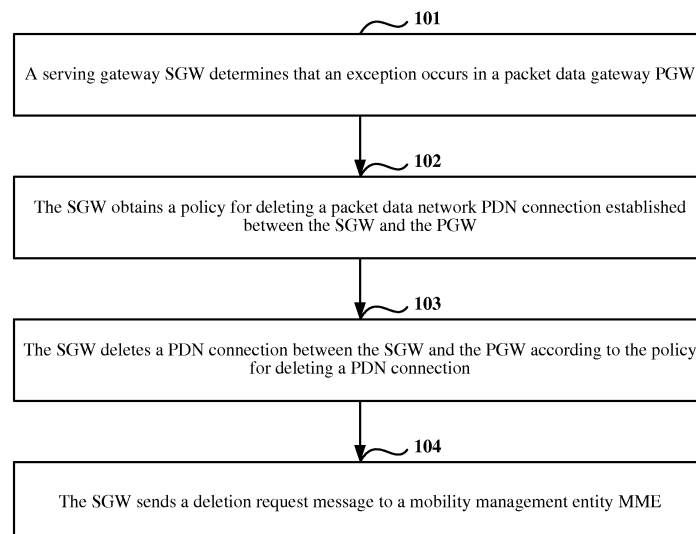 101
A serving gateway SGW determines that an exception occurs in a packet data gateway PGW
102
The SGW obtains a policy for deleting a packet data network PDN connection established
between the SGW and the PGW
103
The SGW deletes a PDN connection between the SGW and the PGW according to the policy
for deleting a PDN connection
104
The SGW sends a deletion request message to a mobility management entity MME